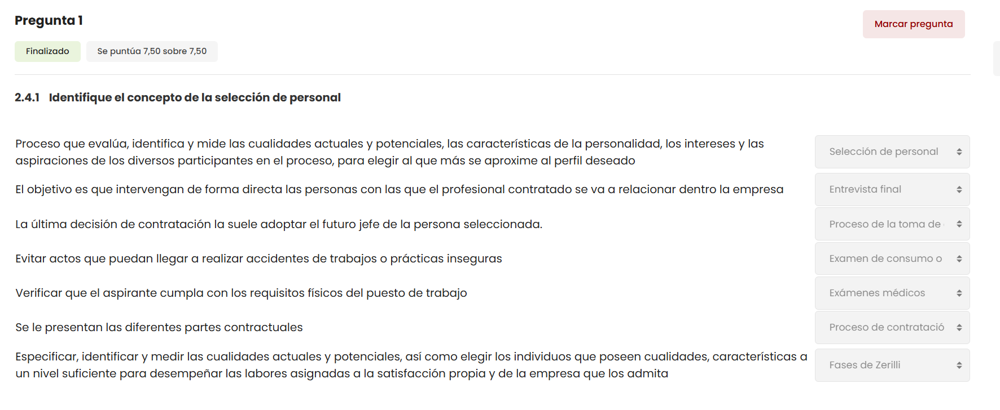 Pregunta 1
Marcar pregunta
Finalizado
Se puntúa 7,50 sobre 7,50
2.4.1 Identifique el concepto de la selección de personal
Proceso que evalúa, identifica y mide las cualidades actuales y potenciales, las características de la personalidad, los intereses y las
aspiraciones de los diversos participantes en el proceso, para elegir al que más se aproxime al perfil deseado
Selección de personal
El objetivo es que intervengan de forma directa las personas con las que el profesional contratado se va a relacionar dentro la empresa
Entrevista final
La última decisión de contratación la suele adoptar el futuro jefe de la persona seleccionada.
Proceso de la toma de
Evitar actos que puedan llegar a realizar accidentes de trabajos o prácticas inseguras
Examen de consumo o
Verificar que el aspirante cumpla con los requisitos físicos del puesto de trabajo
Exámenes médicos
Se le presentan las diferentes partes contractuales
Proceso de contratació
Especificar, identificar y medir las cualidades actuales y potenciales, así como elegir los individuos que poseen cualidades, características a
un nivel suficiente para desempeñar las labores asignadas a la satisfacción propia y de la empresa que los admita
Fases de Zerilli